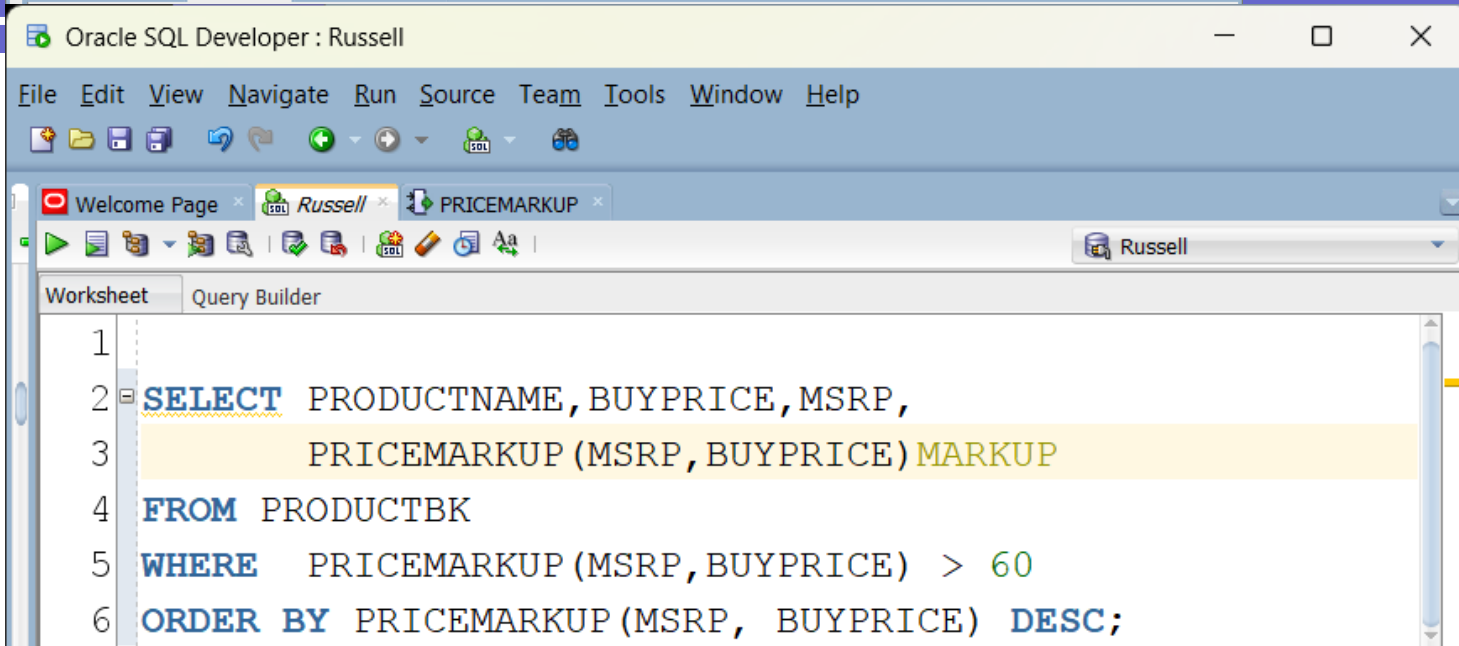 Oracle SQL Developer : Russell
File Edit View Navigate Run Source Team Tools Window Help
Welcome Page Russell PRICEMARKUP
Russell
Worksheet Query Builder
1
2 SELECT PRODUCTNAME,BUYPRICE,MSRP,
3 PRICEMARKUP(MSRP,BUYPRICE)MARKUP
4 FROM PRODUCTBK
5 WHERE PRICEMARKUP(MSRP,BUYPRICE) > 60
6 ORDER BY PRICEMARKUP(MSRP, BUYPRICE) DESC;